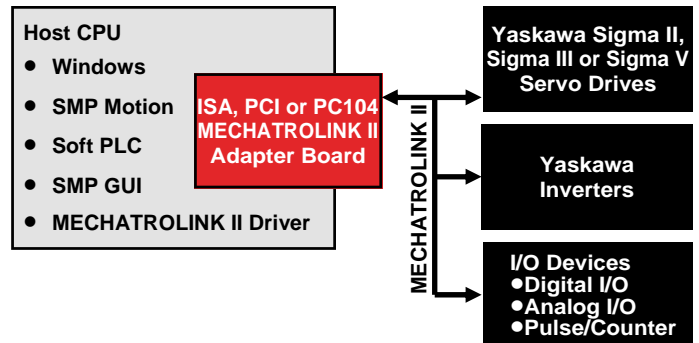 Host CPU
● Windows
● SMP Motion
● Soft PLC
● SMP GUI
● MECHATROLINK II Driver
ISA, PCI or PC104
MECHATROLINK II
Adapter Board
MECHATROLINK II
Yaskawa Sigma II,
Sigma III or Sigma V
Servo Drives
Yaskawa
Inverters
I/O Devices
●Digital I/O
●Analog I/O
●Pulse/Counter